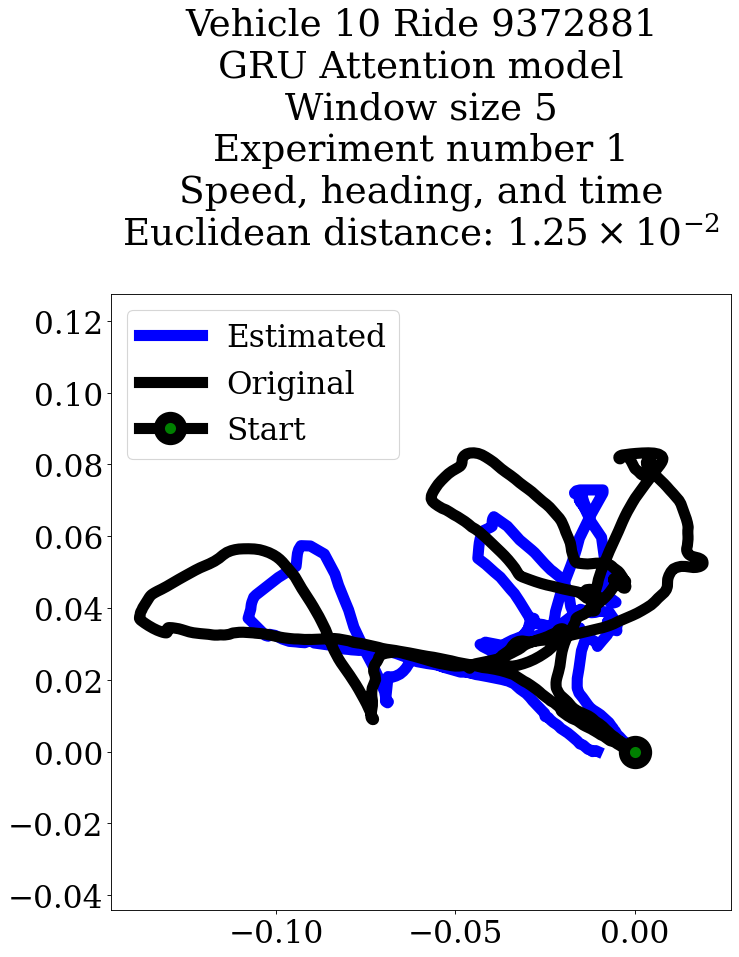 Vehicle 10 Ride 9372881
GRU Attention model
Window size 5
Experiment number 1
Speed, heading, and time
Euclidean distance: 1.25 × 10⁻²
0.12
0.10
0.08
0.06
0.04
0.02
0.00
−0.02
−0.04
Estimated
Original
Start
−0.10
−0.05
0.00